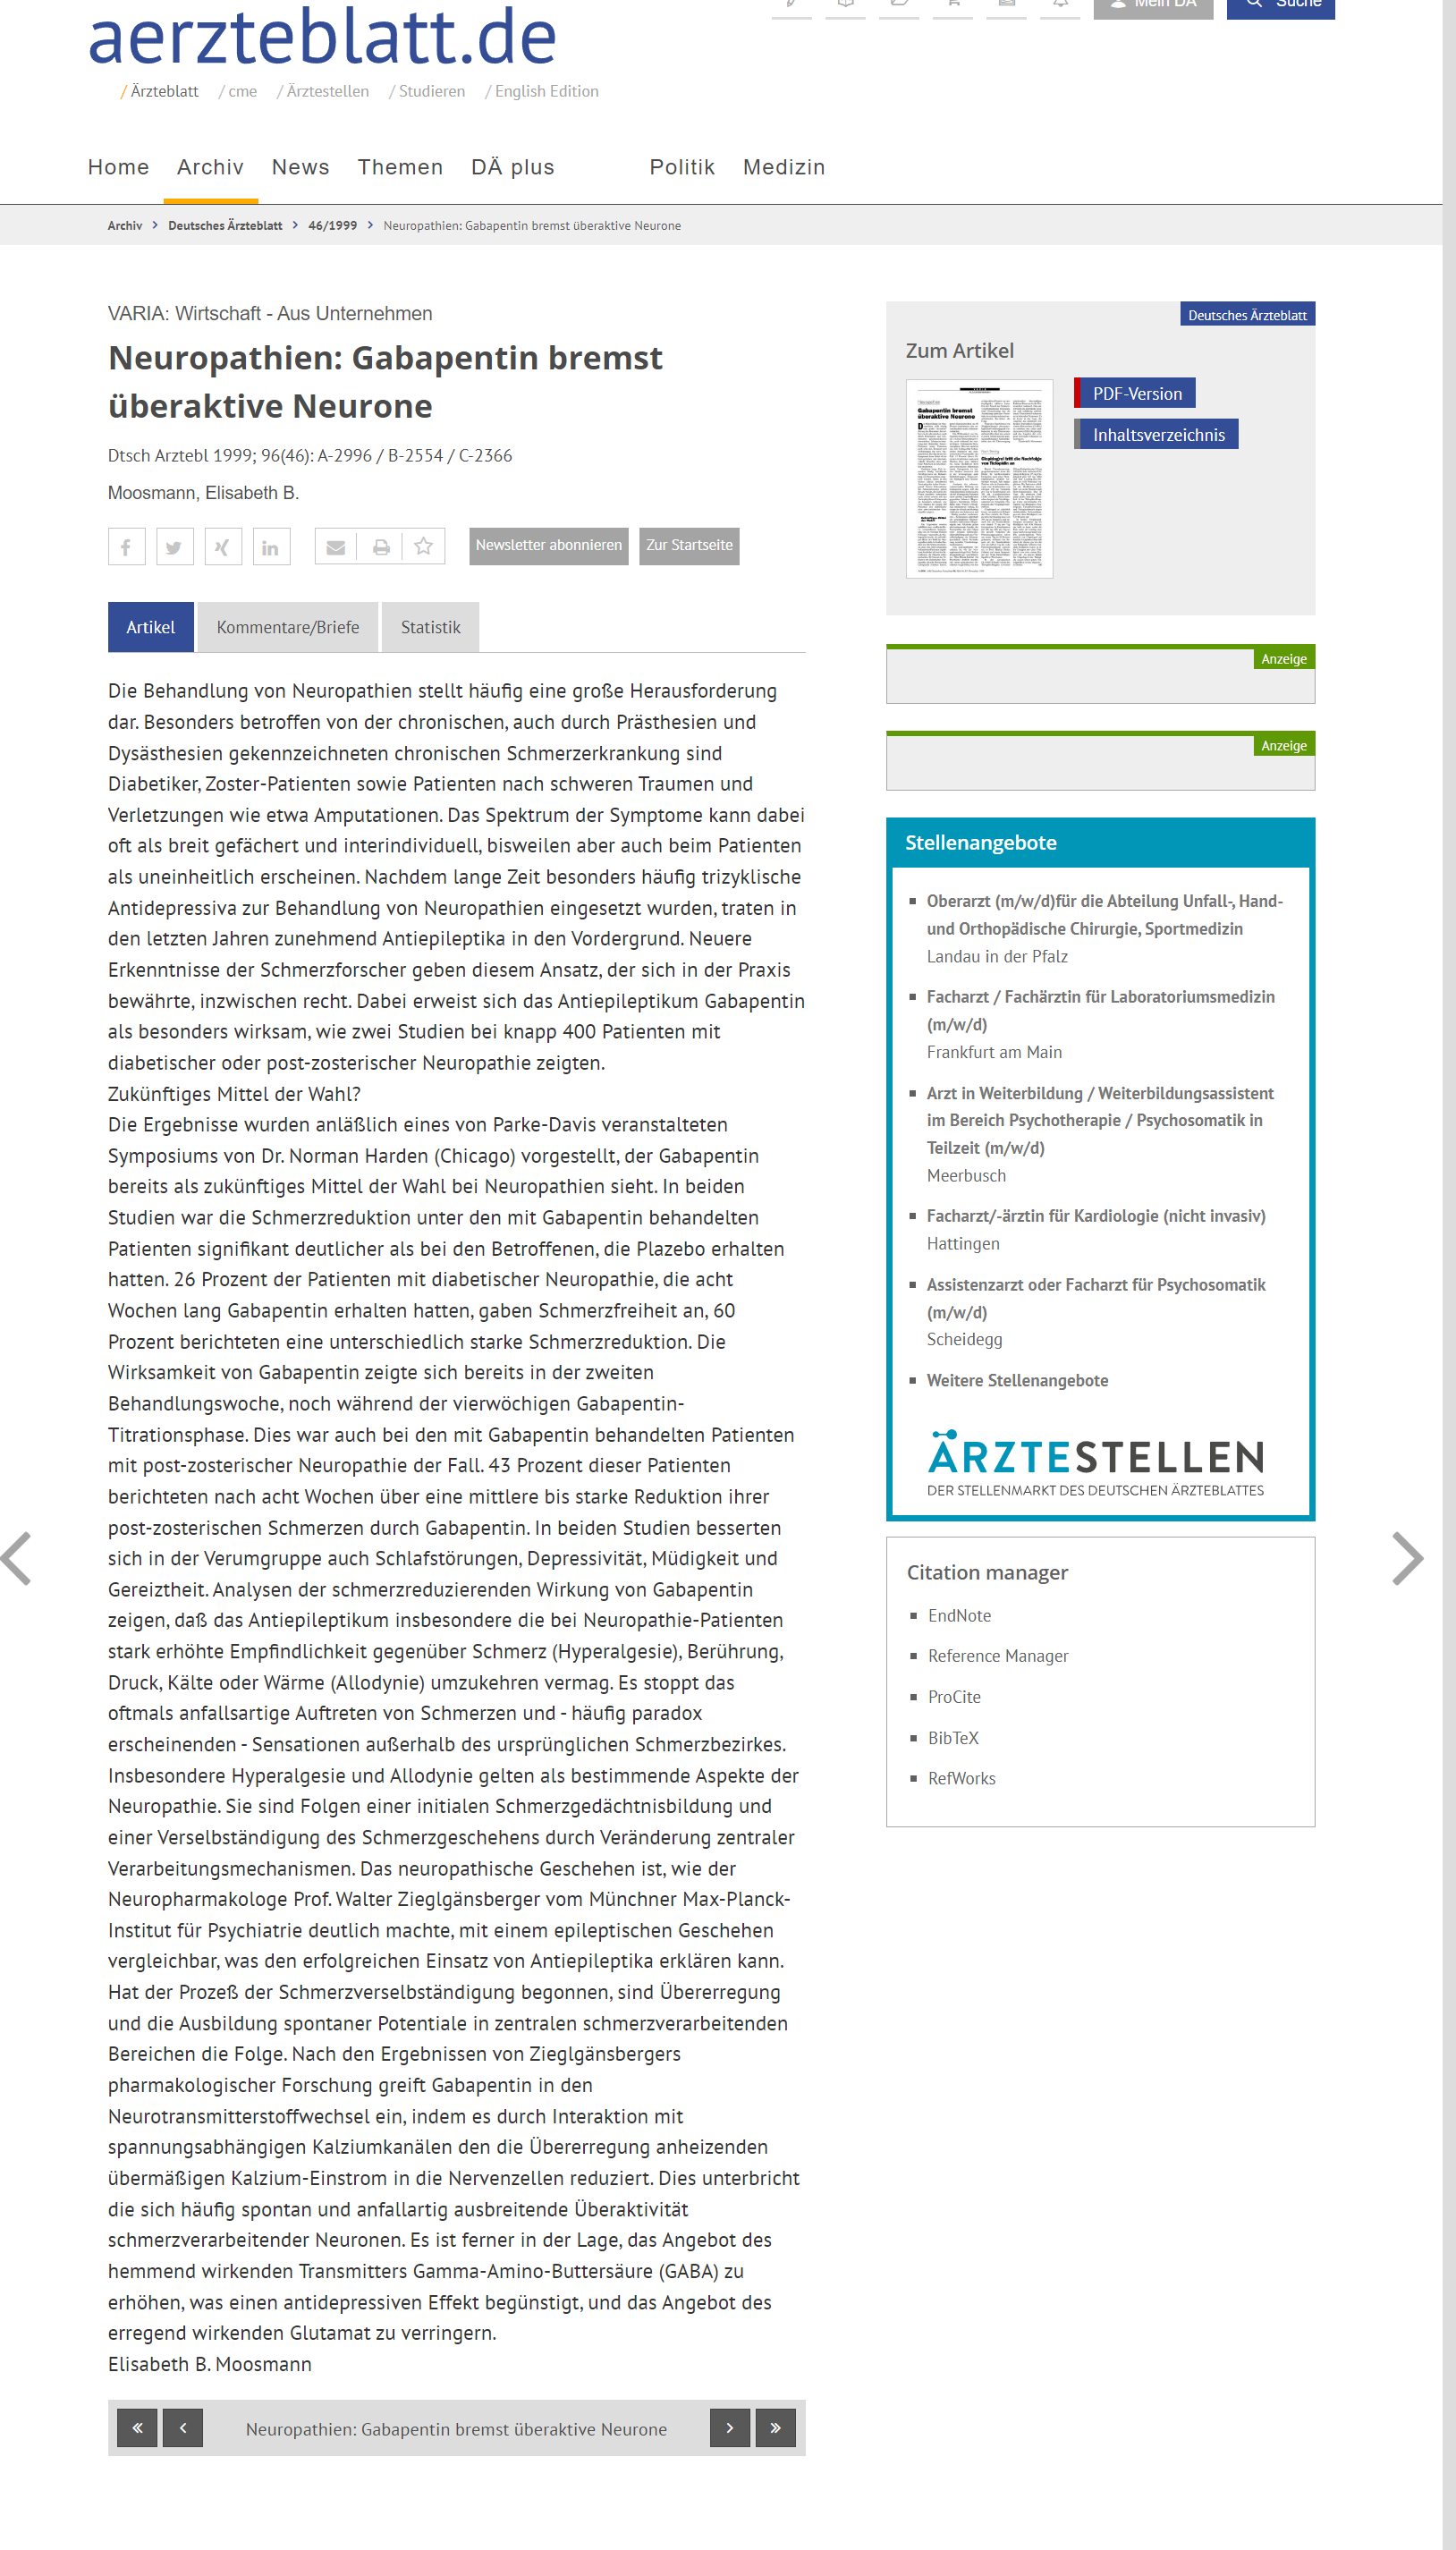 aerzteblatt.de
Mein DA
Suche
/ Ärzteblatt / cme / Ärztestellen / Studieren / English Edition
Home Archiv News Themen DÄ plus Politik Medizin
Archiv > Deutsches Ärzteblatt > 46/1999 > Neuropathien: Gabapentin bremst überaktive Neurone
VARIA: Wirtschaft - Aus Unternehmen
Neuropathien: Gabapentin bremst
überaktive Neurone
Dtsch Arztebl 1999; 96(46): A-2996 / B-2554 / C-2366
Moosmann, Elisabeth B.
Newsletter abonnieren Zur Startseite
Artikel Kommentare/Briefe Statistik
Die Behandlung von Neuropathien stellt häufig eine große Herausforderung
dar. Besonders betroffen von der chronischen, auch durch Prästhesien und
Dysästhesien gekennzeichneten chronischen Schmerzerkrankung sind
Diabetiker, Zoster-Patienten sowie Patienten nach schweren Traumen und
Verletzungen wie etwa Amputationen. Das Spektrum der Symptome kann dabei
oft als breit gefächert und interindividuell, bisweilen aber auch beim Patienten
als uneinheitlich erscheinen. Nachdem lange Zeit besonders häufig trizyklische
Antidepressiva zur Behandlung von Neuropathien eingesetzt wurden, traten in
den letzten Jahren zunehmend Antiepileptika in den Vordergrund. Neuere
Erkenntnisse der Schmerzforscher geben diesem Ansatz, der sich in der Praxis
bewährte, inzwischen recht. Dabei erweist sich das Antiepileptikum Gabapentin
als besonders wirksam, wie zwei Studien bei knapp 400 Patienten mit
diabetischer oder post-zosterischer Neuropathie zeigten.
Zukünftiges Mittel der Wahl?
Die Ergebnisse wurden anläßlich eines von Parke-Davis veranstalteten
Symposiums von Dr. Norman Harden (Chicago) vorgestellt, der Gabapentin
bereits als zukünftiges Mittel der Wahl bei Neuropathien sieht. In beiden
Studien war die Schmerzreduktion unter den mit Gabapentin behandelten
Patienten signifikant deutlicher als bei den Betroffenen, die Plazebo erhalten
hatten. 26 Prozent der Patienten mit diabetischer Neuropathie, die acht
Wochen lang Gabapentin erhalten hatten, gaben Schmerzfreiheit an, 60
Prozent berichteten eine unterschiedlich starke Schmerzreduktion. Die
Wirksamkeit von Gabapentin zeigte sich bereits in der zweiten
Behandlungswoche, noch während der vierwöchigen Gabapentin-
Titrationsphase. Dies war auch bei den mit Gabapentin behandelten Patienten
mit post-zosterischer Neuropathie der Fall. 43 Prozent dieser Patienten
berichteten nach acht Wochen über eine mittlere bis starke Reduktion ihrer
post-zosterischen Schmerzen durch Gabapentin. In beiden Studien besserten
sich in der Verumgruppe auch Schlafstörungen, Depressivität, Müdigkeit und
Gereiztheit. Analysen der schmerzreduzierenden Wirkung von Gabapentin
zeigen, daß das Antiepileptikum insbesondere die bei Neuropathie-Patienten
stark erhöhte Empfindlichkeit gegenüber Schmerz (Hyperalgesie), Berührung,
Druck, Kälte oder Wärme (Allodynie) umzukehren vermag. Es stoppt das
oftmals anfallsartige Auftreten von Schmerzen und - häufig paradox
erscheinenden - Sensationen außerhalb des ursprünglichen Schmerzbezirkes.
Insbesondere Hyperalgesie und Allodynie gelten als bestimmende Aspekte der
Neuropathie. Sie sind Folgen einer initialen Schmerzgedächtnisbildung und
einer Verselbständigung des Schmerzgeschehens durch Veränderung zentraler
Verarbeitungsmechanismen. Das neuropathische Geschehen ist, wie der
Neuropharmakologe Prof. Walter Zieglgänsberger vom Münchner Max-Planck-
Institut für Psychiatrie deutlich machte, mit einem epileptischen Geschehen
vergleichbar, was den erfolgreichen Einsatz von Antiepileptika erklären kann.
Hat der Prozeß der Schmerzverselbständigung begonnen, sind Übererregung
und die Ausbildung spontaner Potentiale in zentralen schmerzverarbeitenden
Bereichen die Folge. Nach den Ergebnissen von Zieglgänsbergers
pharmakologischer Forschung greift Gabapentin in den
Neurotransmitterstoffwechsel ein, indem es durch Interaktion mit
spannungsabhängigen Kalziumkanälen den die Übererregung anheizenden
übermäßigen Kalzium-Einstrom in die Nervenzellen reduziert. Dies unterbricht
die sich häufig spontan und anfallartig ausbreitende Überaktivität
schmerzverarbeitender Neuronen. Es ist ferner in der Lage, das Angebot des
hemmend wirkenden Transmitters Gamma-Amino-Buttersäure (GABA) zu
erhöhen, was einen antidepressiven Effekt begünstigt, und das Angebot des
erregend wirkenden Glutamat zu verringern.
Elisabeth B. Moosmann
Neuropathien: Gabapentin bremst überaktive Neurone
Deutsches Ärzteblatt
Zum Artikel
Gabapentin bremst
überaktive Neurone
PDF-Version
Inhaltsverzeichnis
Anzeige
Anzeige
Stellenangebote
Oberarzt (m/w/d)für die Abteilung Unfall-, Hand-
und Orthopädische Chirurgie, Sportmedizin
Landau in der Pfalz
Facharzt / Fachärztin für Laboratoriumsmedizin
(m/w/d)
Frankfurt am Main
Arzt in Weiterbildung / Weiterbildungsassistent
im Bereich Psychotherapie / Psychosomatik in
Teilzeit (m/w/d)
Meerbusch
Facharzt/-ärztin für Kardiologie (nicht invasiv)
Hattingen
Assistenzarzt oder Facharzt für Psychosomatik
(m/w/d)
Scheidegg
Weitere Stellenangebote
ÄRZTESTELLEN
DER STELLENMARKT DES DEUTSCHEN ÄRZTEBLATTES
Citation manager
EndNote
Reference Manager
ProCite
BibTeX
RefWorks